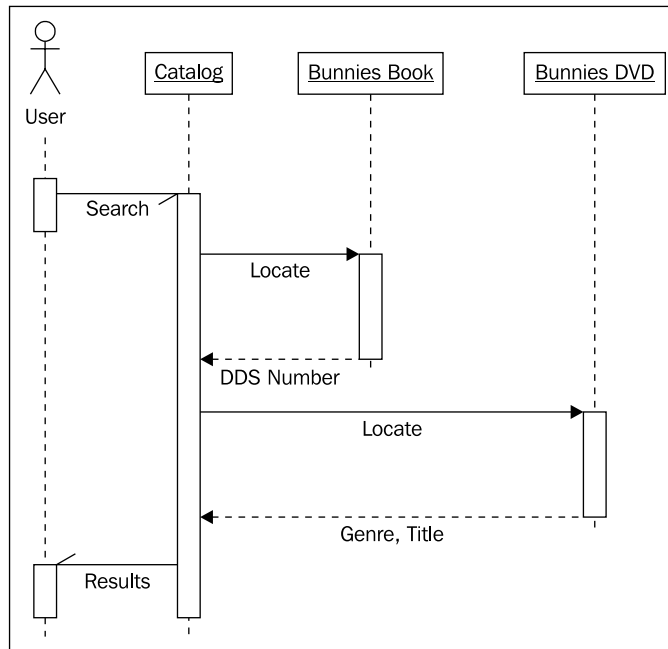 Catalog
Bunnies Book
Bunnies DVD
User
Search
Locate
DDS Number
Locate
Genre, Title
Results